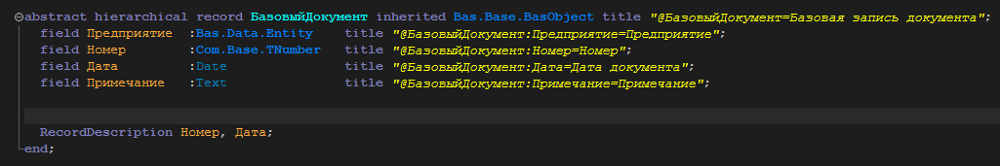 abstract hierarchical record БазовыйДокумент inherited Bas.Base.BasObject title "@БазовыйДокумент=Базовая запись документа";
field Предприятие :Bas.Data.Entity title "@БазовыйДокумент:Предприятие=Предприятие";
field Номер :Com.Base.TNumber title "@БазовыйДокумент:Номер=Номер";
field Дата :Date title "@БазовыйДокумент:Дата=Дата документа";
field Примечание :Text title "@БазовыйДокумент:Примечание=Примечание";
RecordDescription Номер, Дата;
end;